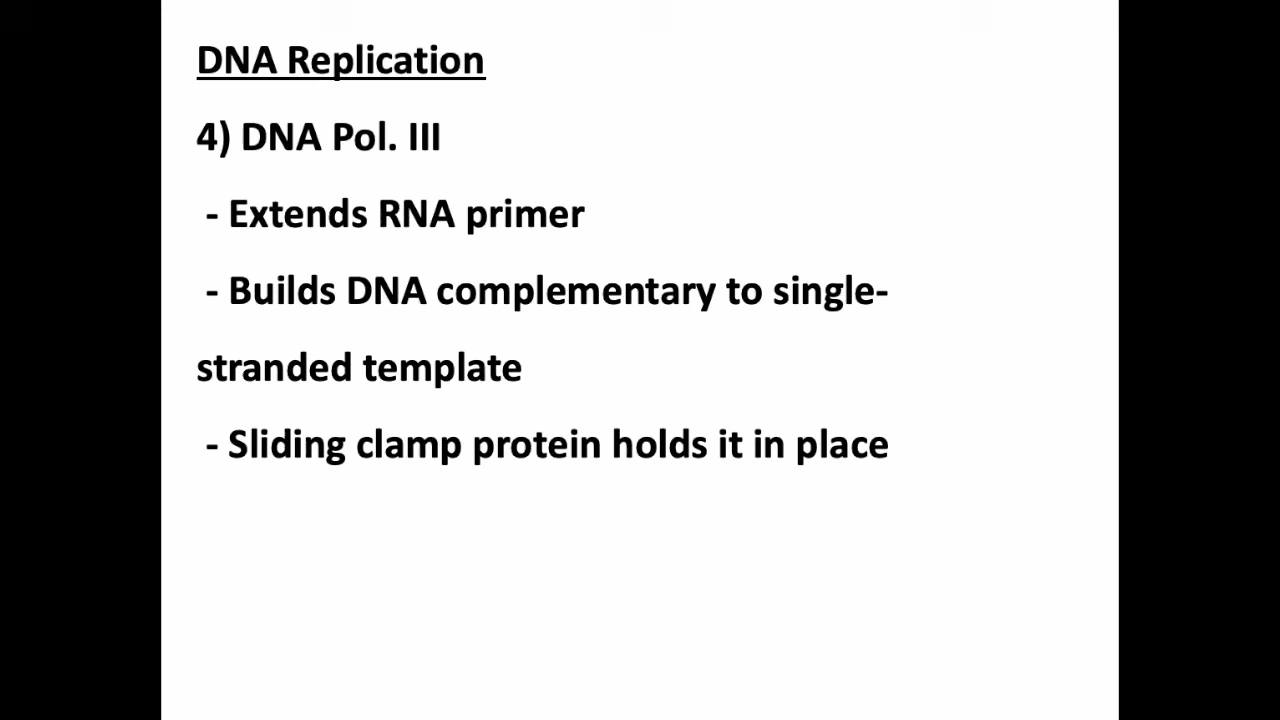 DNA Replication
4) DNA Pol. III
- Extends RNA primer
- Builds DNA complementary to single-
stranded template
- Sliding clamp protein holds it in place